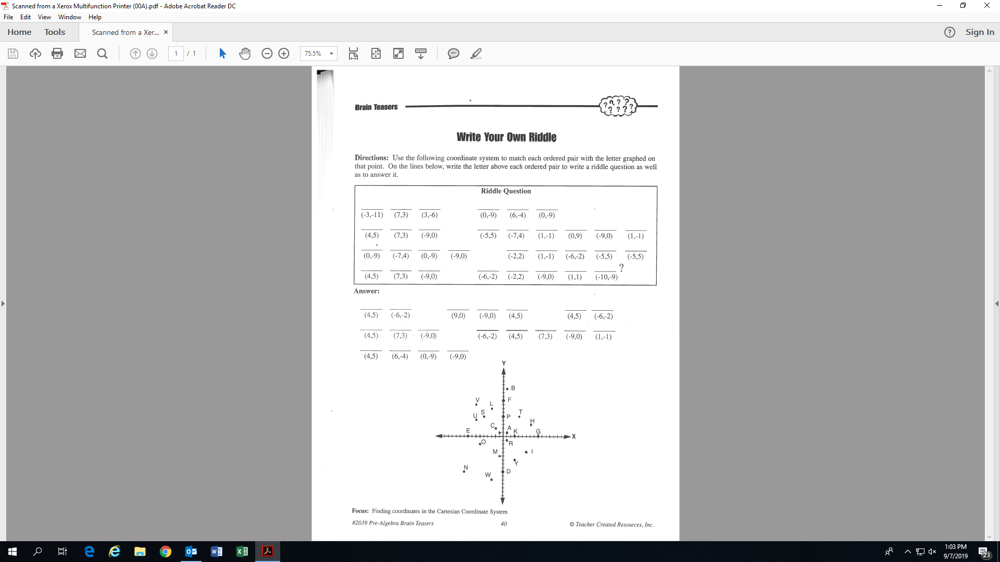 Scanned from a Xerox Multifunction Printer (00A).pdf - Adobe Acrobat Reader DC
File Edit View Window Help
Home Tools Scanned from a Xer... × ? Sign In
1 / 1 75.5%
Brain Teasers
? ? ? ? ? ? ? ?
Write Your Own Riddle
Directions: Use the following coordinate system to match each ordered pair with the letter graphed on
that point. On the lines below, write the letter above each ordered pair to write a riddle question as well
as to answer it.
Riddle Question
(-3,-11) (7,3) (3,-6) (0,-9) (6,-4) (0,-9)
(4,5) (7,3) (-9,0) (-5,5) (-7,4) (1,-1) (0,9) (-9,0) (1,-1)
(0,-9) (-7,4) (0,-9) (-9,0) (-2,2) (1,-1) (-6,-2) (-5,5) (-5,5)
(4,5) (7,3) (-9,0) (-6,-2) (-2,2) (-9,0) (1,1) (-10,-9) ?
Answer:
(4,5) (-6,-2) (9,0) (-9,0) (4,5) (4,5) (-6,-2)
(4,5) (7,3) (-9,0) (-6,-2) (4,5) (7,3) (-9,0) (1,-1)
(4,5) (6,-4) (0,-9) (-9,0)
Y
B
V F
L
S T
U P
H
C A
E K G
X
O R
M I
Y
N
W D
Focus: Finding coordinates in the Cartesian Coordinate System
#2039 Pre-Algebra Brain Teasers 40 © Teacher Created Resources, Inc.
1:03 PM
9/7/2019
23